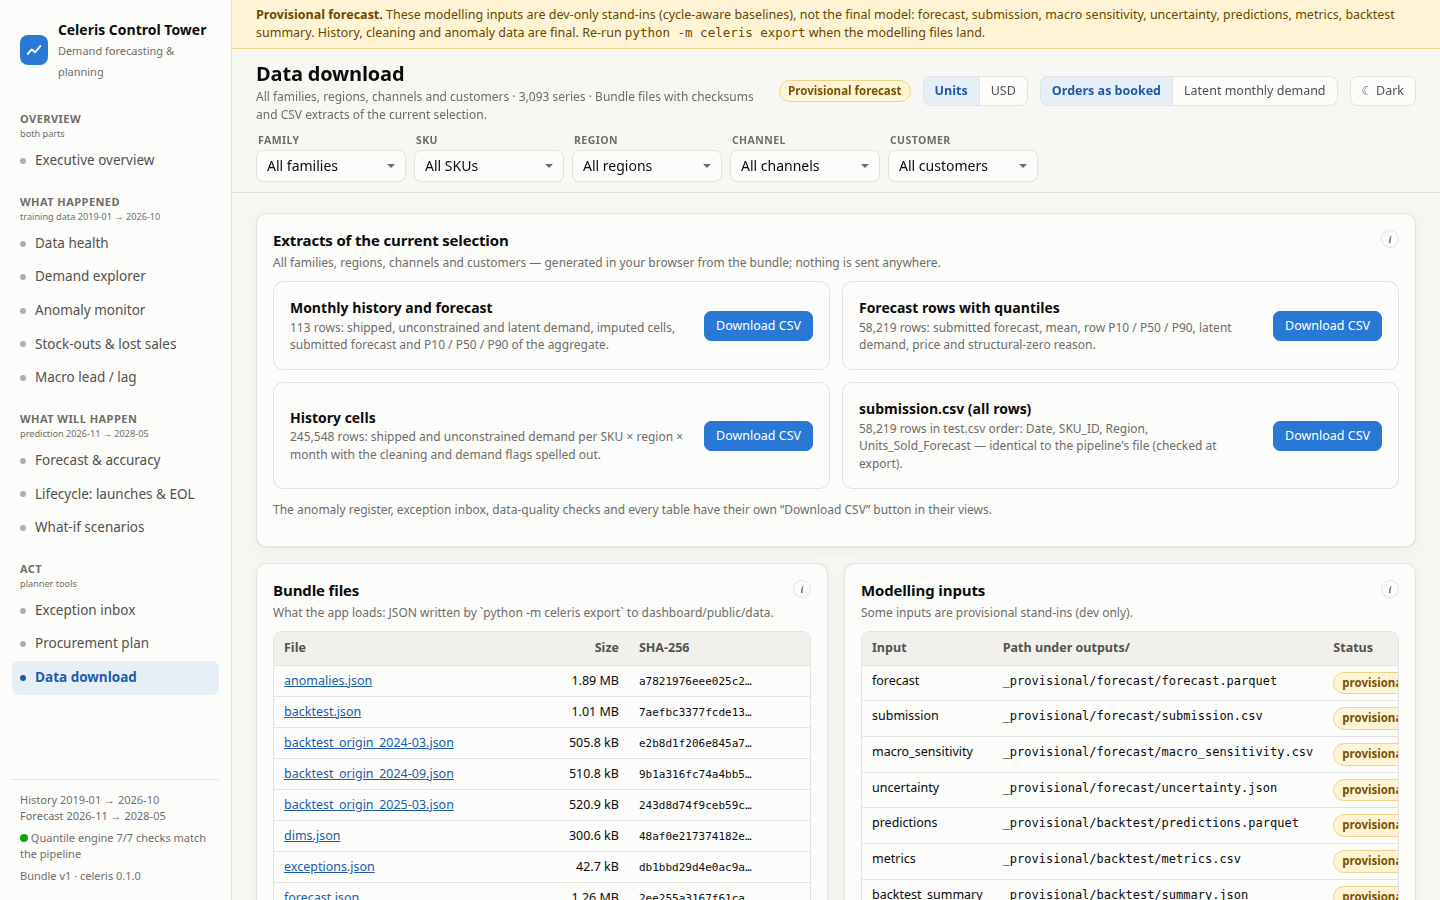 Celeris Control Tower
Demand forecasting &
planning
OVERVIEW
both parts
Executive overview
WHAT HAPPENED
training data 2019-01 → 2026-10
Data health
Demand explorer
Anomaly monitor
Stock-outs & lost sales
Macro lead / lag
WHAT WILL HAPPEN
prediction 2026-11 → 2028-05
Forecast & accuracy
Lifecycle: launches & EOL
What-if scenarios
ACT
planner tools
Exception inbox
Procurement plan
Data download
History 2019-01 → 2026-10
Forecast 2026-11 → 2028-05
Quantile engine 7/7 checks match
the pipeline
Bundle v1 · celeris 0.1.0
Provisional forecast. These modelling inputs are dev-only stand-ins (cycle-aware baselines), not the final model: forecast, submission, macro sensitivity, uncertainty, predictions, metrics, backtest
summary. History, cleaning and anomaly data are final. Re-run python -m celeris export when the modelling files land.
Data download
All families, regions, channels and customers · 3,093 series · Bundle files with checksums
and CSV extracts of the current selection.
Provisional forecast
Units
USD
Orders as booked
Latent monthly demand
☾ Dark
FAMILY
SKU
REGION
CHANNEL
CUSTOMER
All families
All SKUs
All regions
All channels
All customers
Extracts of the current selection
i
All families, regions, channels and customers — generated in your browser from the bundle; nothing is sent anywhere.
Monthly history and forecast
113 rows: shipped, unconstrained and latent demand, imputed cells,
submitted forecast and P10 / P50 / P90 of the aggregate.
Download CSV
Forecast rows with quantiles
58,219 rows: submitted forecast, mean, row P10 / P50 / P90, latent
demand, price and structural-zero reason.
Download CSV
History cells
245,548 rows: shipped and unconstrained demand per SKU × region ×
month with the cleaning and demand flags spelled out.
Download CSV
submission.csv (all rows)
58,219 rows in test.csv order: Date, SKU_ID, Region,
Units_Sold_Forecast — identical to the pipeline's file (checked at
export).
Download CSV
The anomaly register, exception inbox, data-quality checks and every table have their own “Download CSV” button in their views.
Bundle files
i
What the app loads: JSON written by `python -m celeris export` to dashboard/public/data.
File Size SHA-256
anomalies.json 1.89 MB a7821976eee025c2…
backtest.json 1.01 MB 7aefbc3377fcde13…
backtest_origin_2024-03.json 505.8 kB e2b8d1f206e845a7…
backtest_origin_2024-09.json 510.8 kB 9b1a316fc74a4bb5…
backtest_origin_2025-03.json 520.9 kB 243d8d74f9ceb59c…
dims.json 300.6 kB 48af0e217374182e…
exceptions.json 42.7 kB db1bbd29d4e0ac9a…
forecast.json 1.26 MB 2ee255a3167f61ca…
Modelling inputs
i
Some inputs are provisional stand-ins (dev only).
Input Path under outputs/ Status
forecast _provisional/forecast/forecast.parquet provisiona
submission _provisional/forecast/submission.csv provisiona
macro_sensitivity _provisional/forecast/macro_sensitivity.csv provisiona
uncertainty _provisional/forecast/uncertainty.json provisiona
predictions _provisional/backtest/predictions.parquet provisiona
metrics _provisional/backtest/metrics.csv provisiona
backtest_summary _provisional/backtest/summary.json provisiona